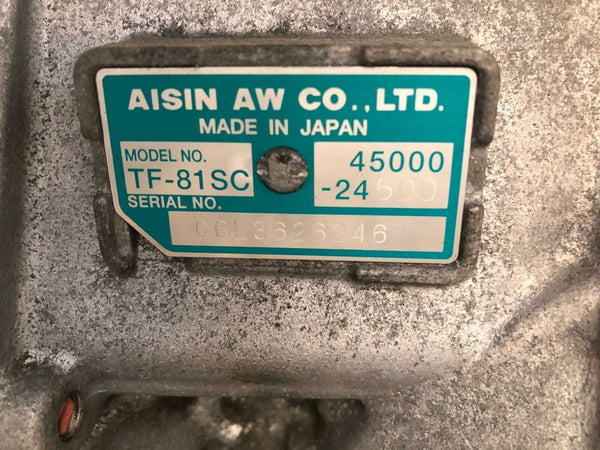 AISIN AW CO.,LTD.
MADE IN JAPAN
MODEL NO.
TF-81SC
45000
-24500
SERIAL NO.
06L3626246